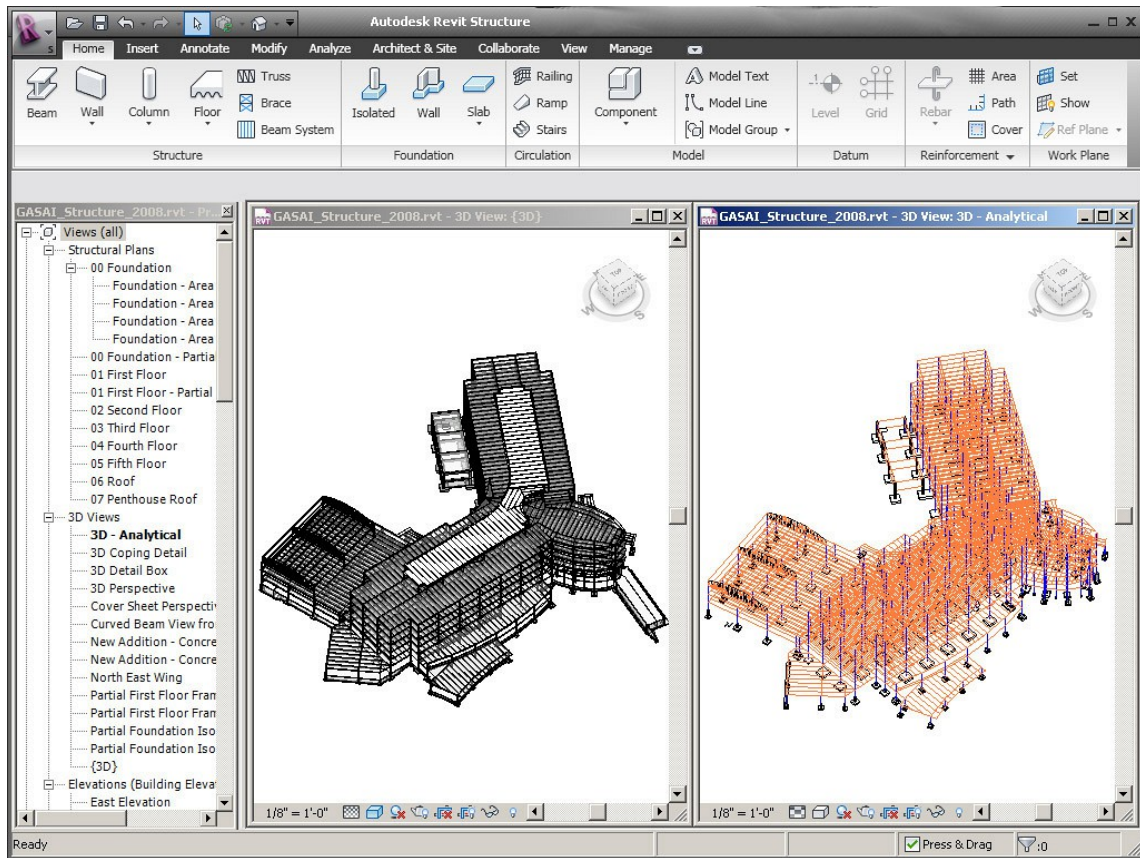 Autodesk Revit Structure
S
Home Insert Annotate Modify Analyze Architect & Site Collaborate View Manage
Beam Wall Column Floor
Truss
Brace
Beam System
Isolated Wall Slab
Railing
Ramp
Stairs
Component
Model Text
Model Line
Model Group
Level Grid
Rebar
Area
Path
Cover
Set
Show
Ref Plane
Structure Foundation Circulation Model Datum Reinforcement Work Plane
GASAI_Structure_2008.rvt - Pr...
Views (all)
Structural Plans
00 Foundation
Foundation - Area
Foundation - Area
Foundation - Area
Foundation - Area
00 Foundation - Partia
01 First Floor
01 First Floor - Partial
02 Second Floor
03 Third Floor
04 Fourth Floor
05 Fifth Floor
06 Roof
07 Penthouse Roof
3D Views
3D - Analytical
3D Coping Detail
3D Detail Box
3D Perspective
Cover Sheet Perspecti
Curved Beam View fro
New Addition - Concre
New Addition - Concre
North East Wing
Partial First Floor Fram
Partial First Floor Fram
Partial Foundation Iso
Partial Foundation Iso
{3D}
Elevations (Building Eleva
East Elevation
RVT GASAI_Structure_2008.rvt - 3D View: {3D}
TOP
W S E
1/8" = 1'-0"
RVT GASAI_Structure_2008.rvt - 3D View: 3D - Analytical
TOP
W S E
1/8" = 1'-0"
Ready
Press & Drag
:0